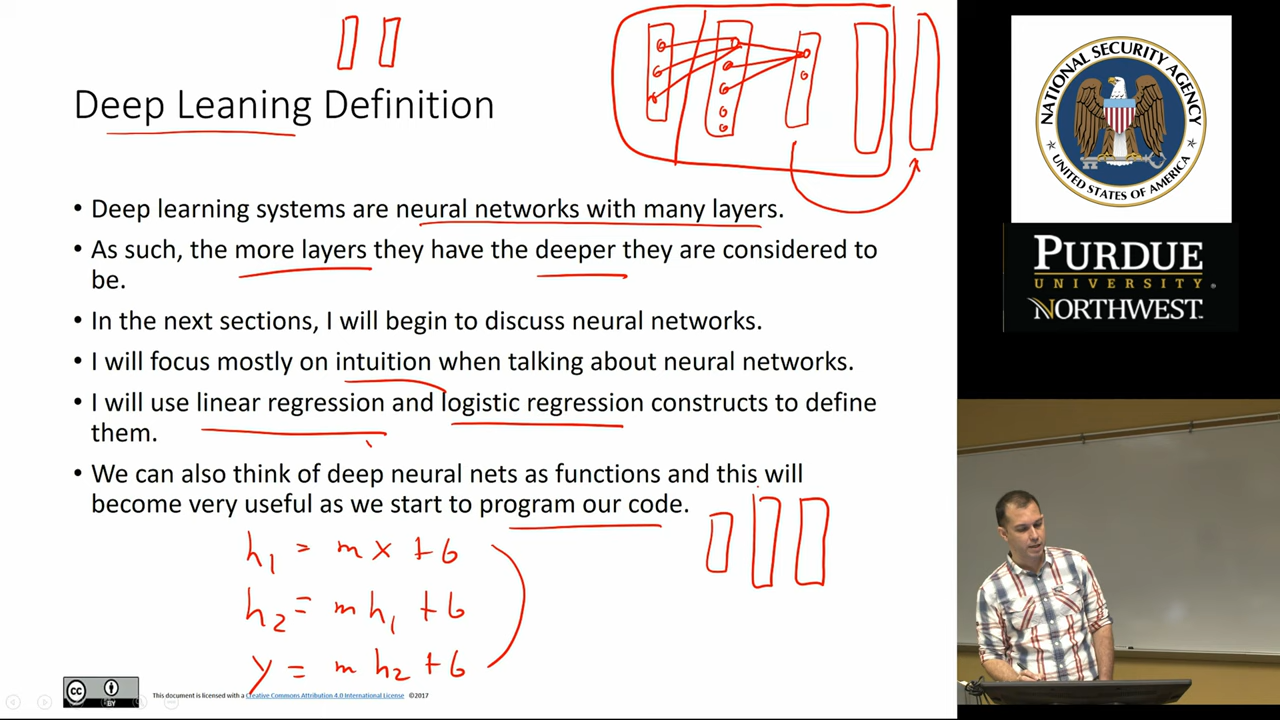 Deep Leaning Definition
• Deep learning systems are neural networks with many layers.
• As such, the more layers they have the deeper they are considered to
be.
• In the next sections, I will begin to discuss neural networks.
• I will focus mostly on intuition when talking about neural networks.
• I will use linear regression and logistic regression constructs to define
them.
• We can also think of deep neural nets as functions and this will
become very useful as we start to program our code.
h1 = mx + b
h2 = m h1 + b
y = m h2 + b
cc BY
This document is licensed with a Creative Commons Attribution 4.0 International License ©2017
NATIONAL SECURITY AGENCY
UNITED STATES OF AMERICA
PURDUE
UNIVERSITY®
NORTHWEST